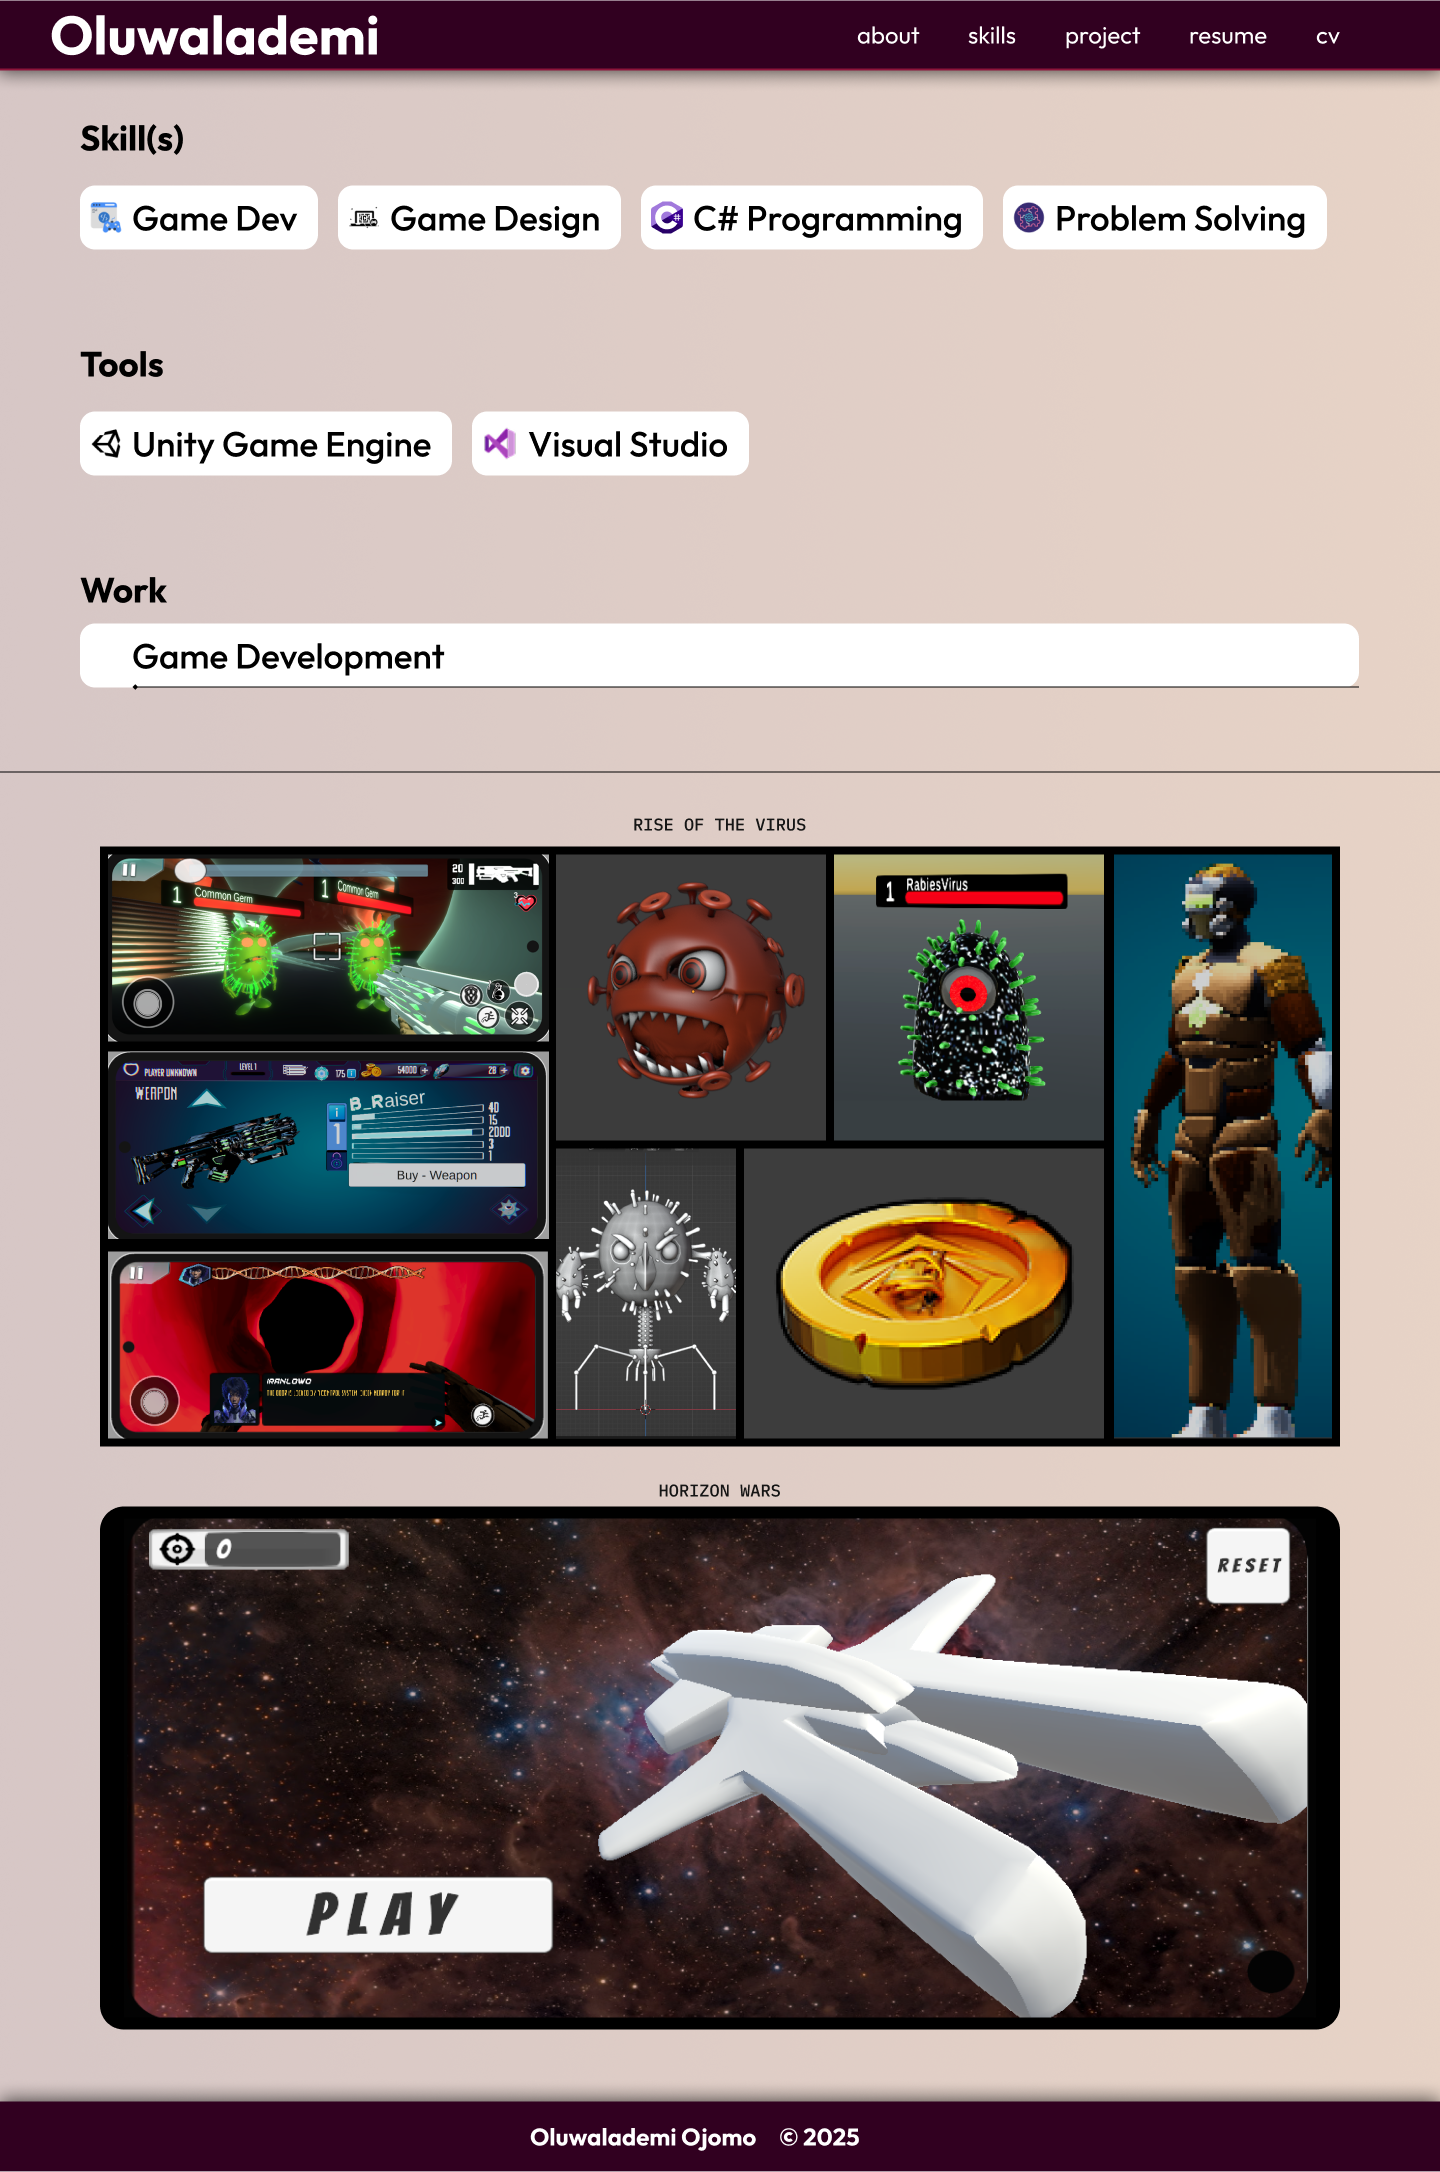 Oluwalademi
about
skills
project
resume
cv
Skill(s)
Game Dev
Game Design
C# Programming
Problem Solving
Tools
Unity Game Engine
Visual Studio
Work
Game Development
RISE OF THE VIRUS
20
300
1 Common Germ
1 Common Germ
3
1 RabiesVirus
PLAYER UNKNOWN
LEVEL 1
175
54000
28
WEAPON
B_Raiser
1
40
15
2000
3
1
Buy - Weapon
IRANLOWO
HORIZON WARS
0
RESET
PLAY
Oluwalademi Ojomo © 2025